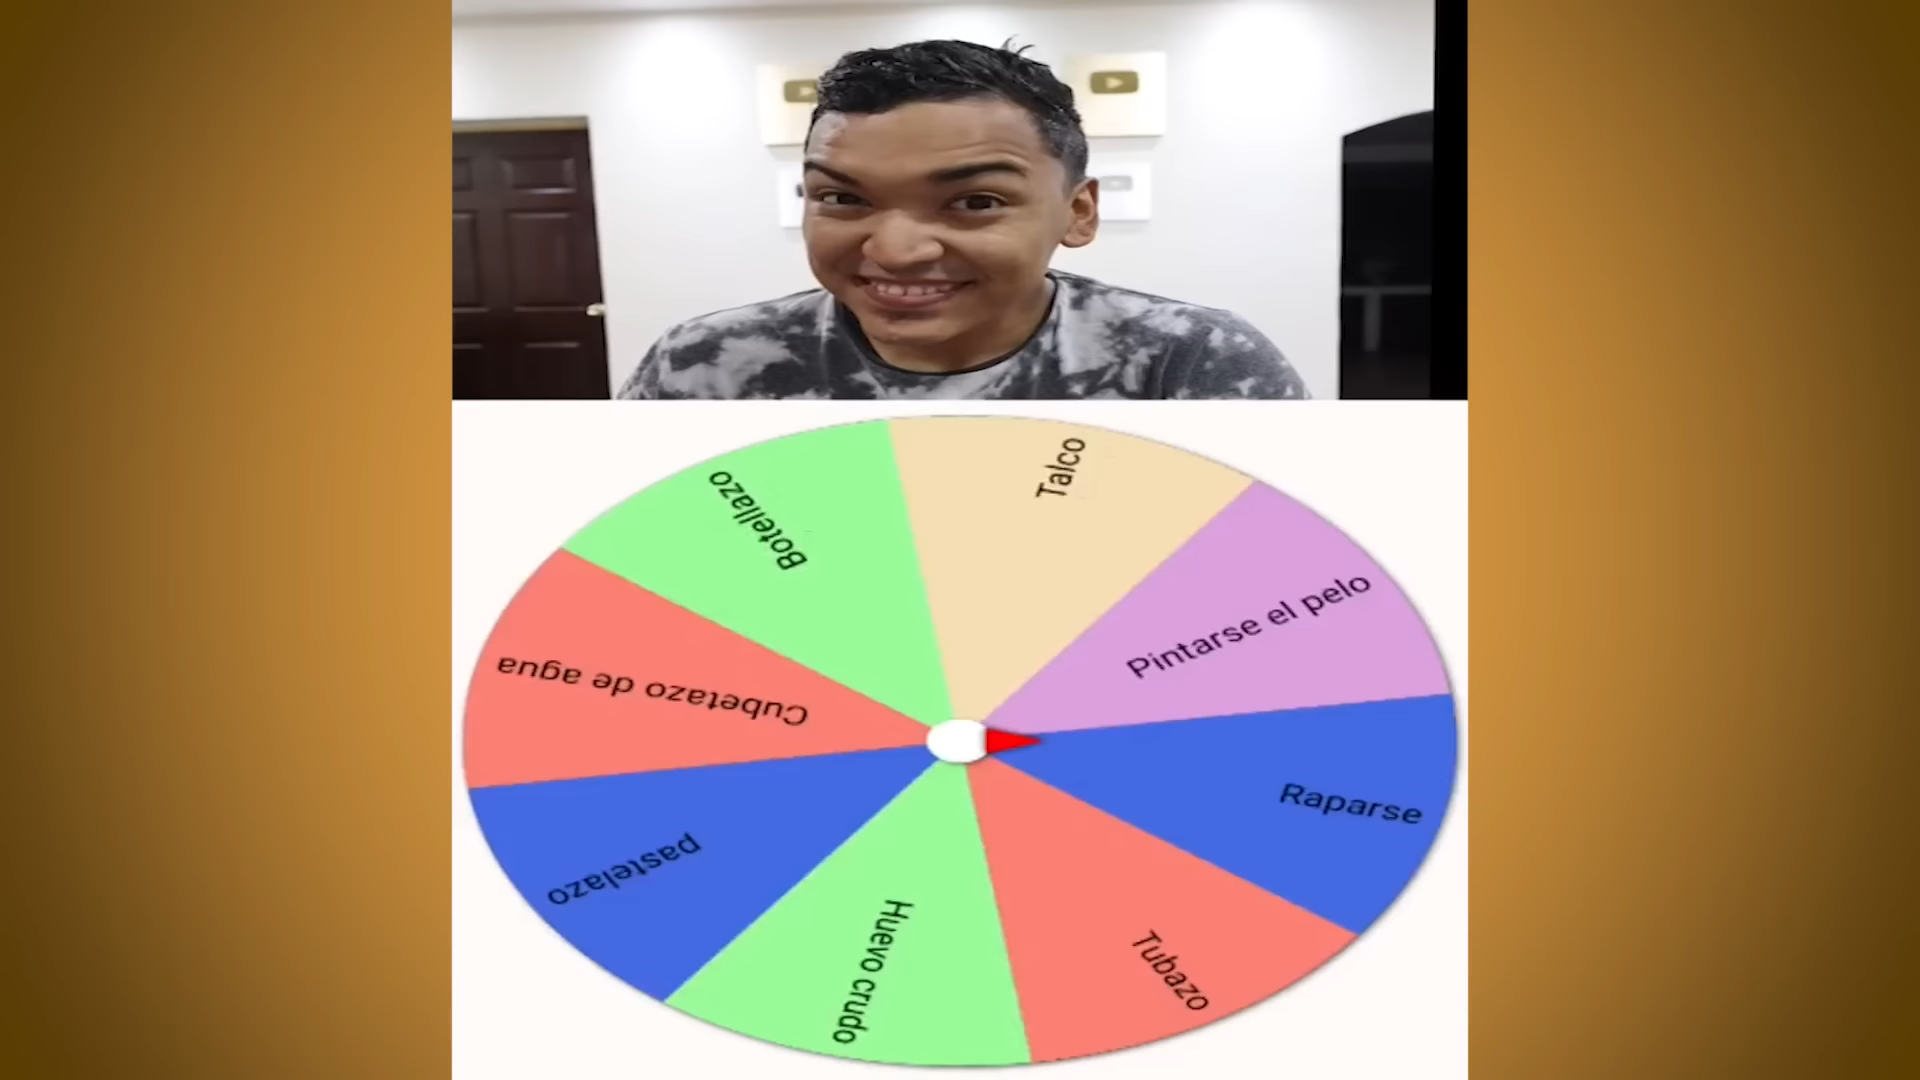 Talco
Botellazo
Pintarse el pelo
Cubetazo de agua
Raparse
pastelazo
Huevo crudo
Tubazo